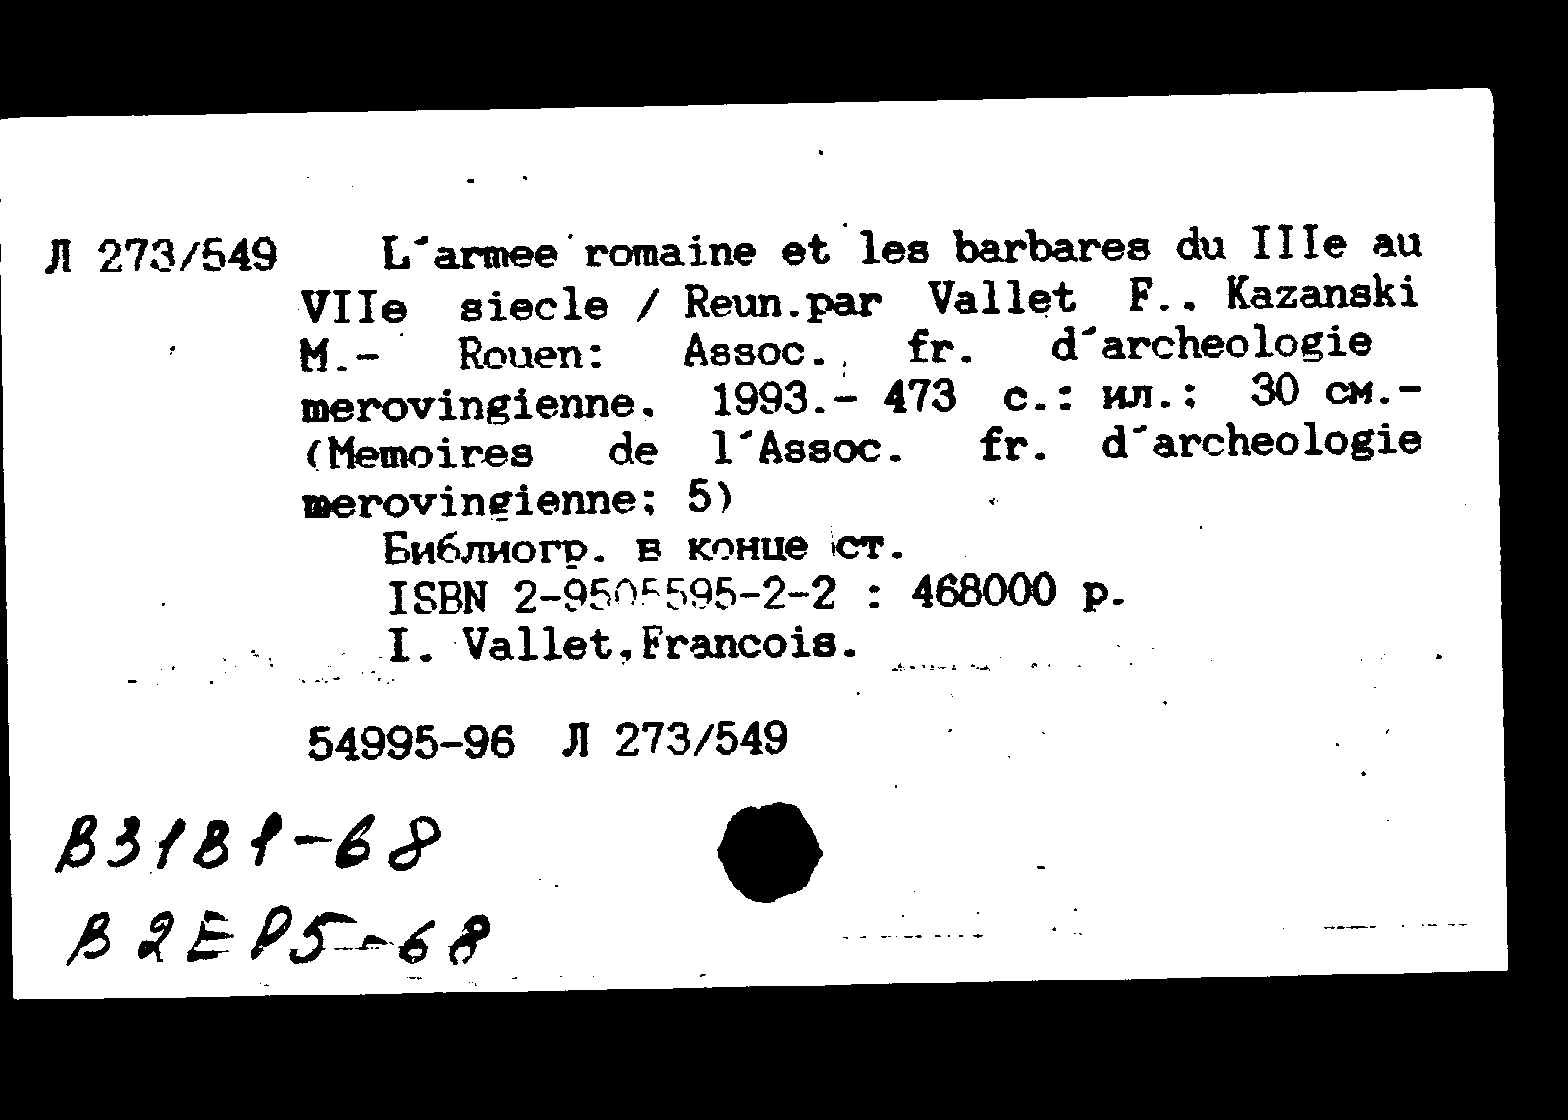 Л 273/549 L´armee romaine et les barbares du IIIe au
VIIe siecle / Reun.par Vallet F., Kazanski
M.- Rouen: Assoc. fr. d´archeologie
merovingienne, 1993.- 473 с.: ил.; 30 см.-
(Memoires de l´Assoc. fr. d´archeologie
merovingienne; 5)
Библиогр. в конце ст.
ISBN 2-9505595-2-2 : 468000 р.
I. Vallet,Francois.
54995-96 Л 273/549
В3181-68
В2ЕР5-68